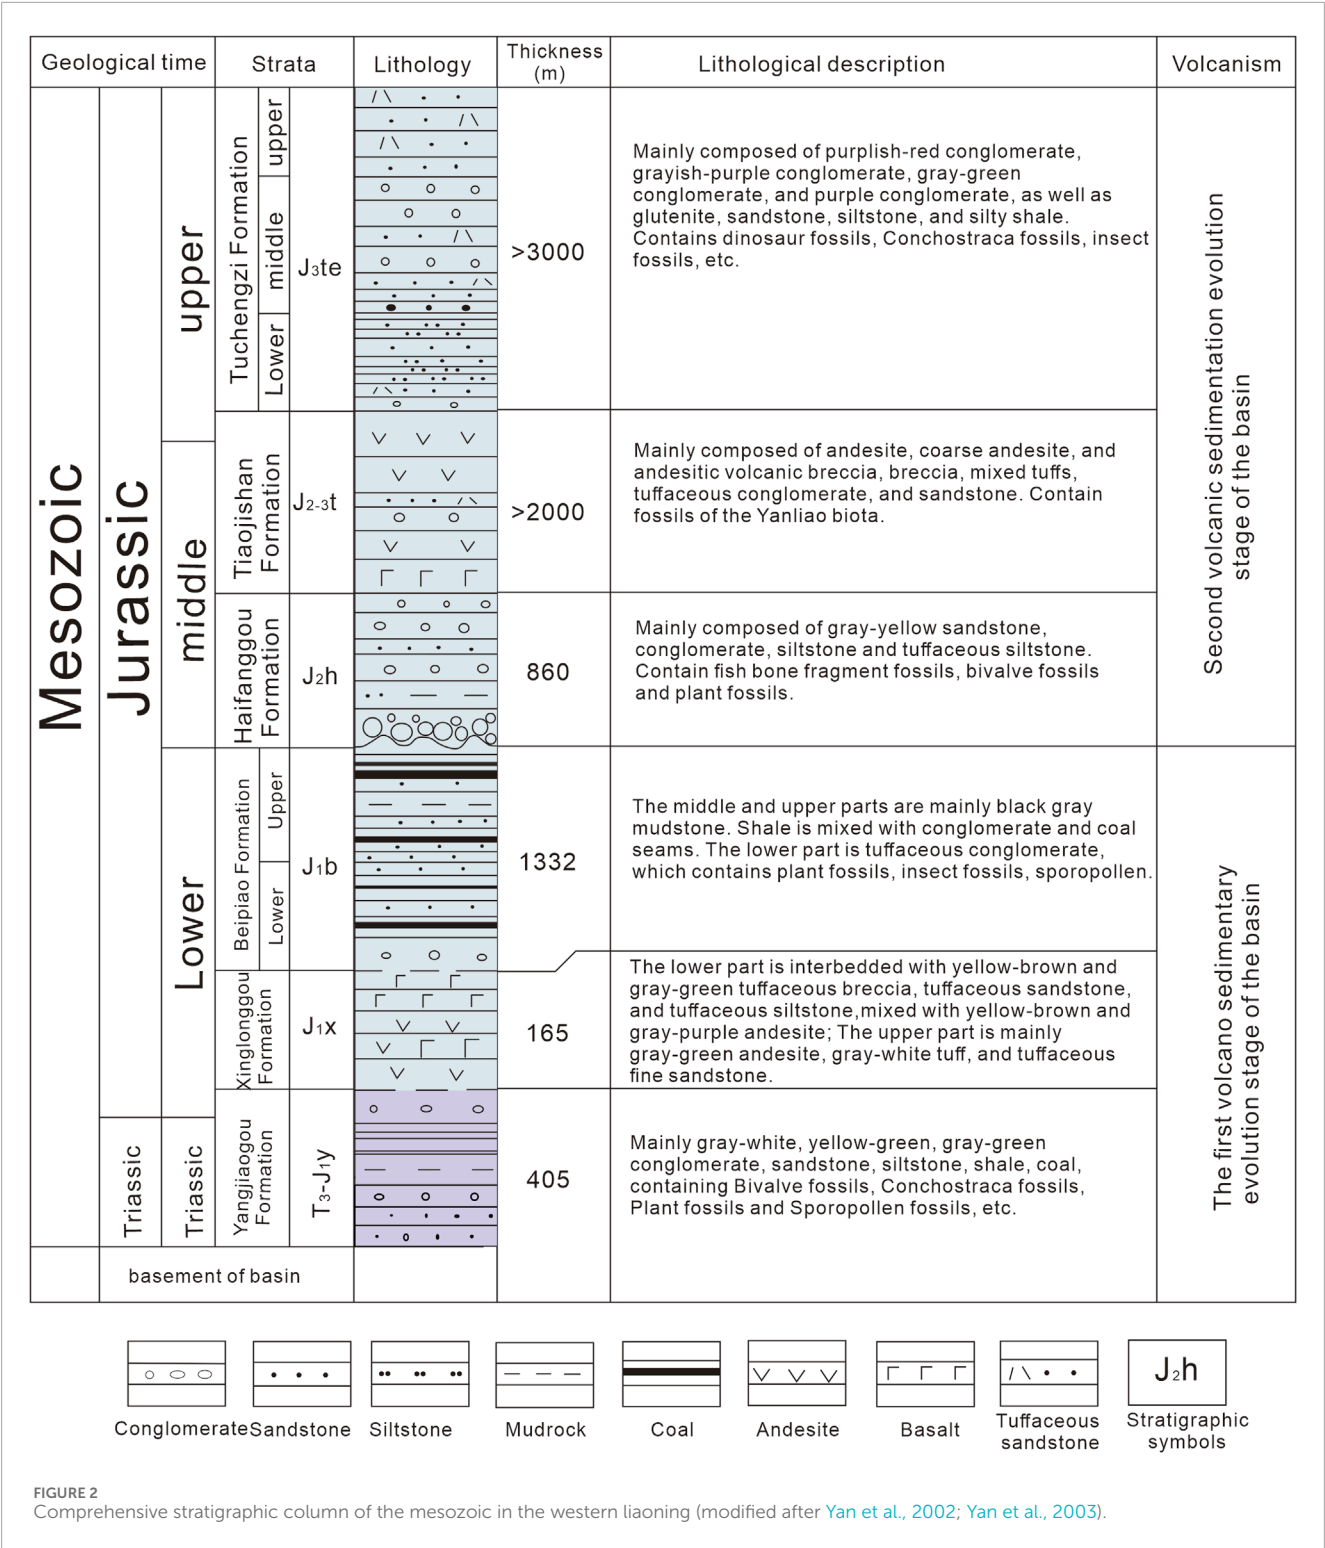 Geological time
Strata
Lithology
Thickness
(m)
Lithological description
Volcanism
Mesozoic
Jurassic
upper
Tuchengzi Formation
upper
middle
Lower
J₃te
>3000
Mainly composed of purplish-red conglomerate,
grayish-purple conglomerate, gray-green
conglomerate, and purple conglomerate, as well as
glutenite, sandstone, siltstone, and silty shale.
Contains dinosaur fossils, Conchostraca fossils, insect
fossils, etc.
Second volcanic sedimentation evolution
stage of the basin
middle
Tiaojishan
Formation
J₂₋₃t
>2000
Mainly composed of andesite, coarse andesite, and
andesitic volcanic breccia, breccia, mixed tuffs,
tuffaceous conglomerate, and sandstone. Contain
fossils of the Yanliao biota.
Haifanggou
Formation
J₂h
860
Mainly composed of gray-yellow sandstone,
conglomerate, siltstone and tuffaceous siltstone.
Contain fish bone fragment fossils, bivalve fossils
and plant fossils.
Lower
Beipiao Formation
Upper
Lower
J₁b
1332
The middle and upper parts are mainly black gray
mudstone. Shale is mixed with conglomerate and coal
seams. The lower part is tuffaceous conglomerate,
which contains plant fossils, insect fossils, sporopollen.
The first volcano sedimentary
evolution stage of the basin
Xinglonggou
Formation
J₁x
165
The lower part is interbedded with yellow-brown and
gray-green tuffaceous breccia, tuffaceous sandstone,
and tuffaceous siltstone,mixed with yellow-brown and
gray-purple andesite; The upper part is mainly
gray-green andesite, gray-white tuff, and tuffaceous
fine sandstone.
Triassic
Triassic
Yangjiaogou
Formation
T₃-J₁y
405
Mainly gray-white, yellow-green, gray-green
conglomerate, sandstone, siltstone, shale, coal,
containing Bivalve fossils, Conchostraca fossils,
Plant fossils and Sporopollen fossils, etc.
basement of basin
Conglomerate
Sandstone
Siltstone
Mudrock
Coal
Andesite
Basalt
Tuffaceous
sandstone
J₂h
Stratigraphic
symbols
FIGURE 2
Comprehensive stratigraphic column of the mesozoic in the western liaoning (modified after Yan et al., 2002; Yan et al., 2003).